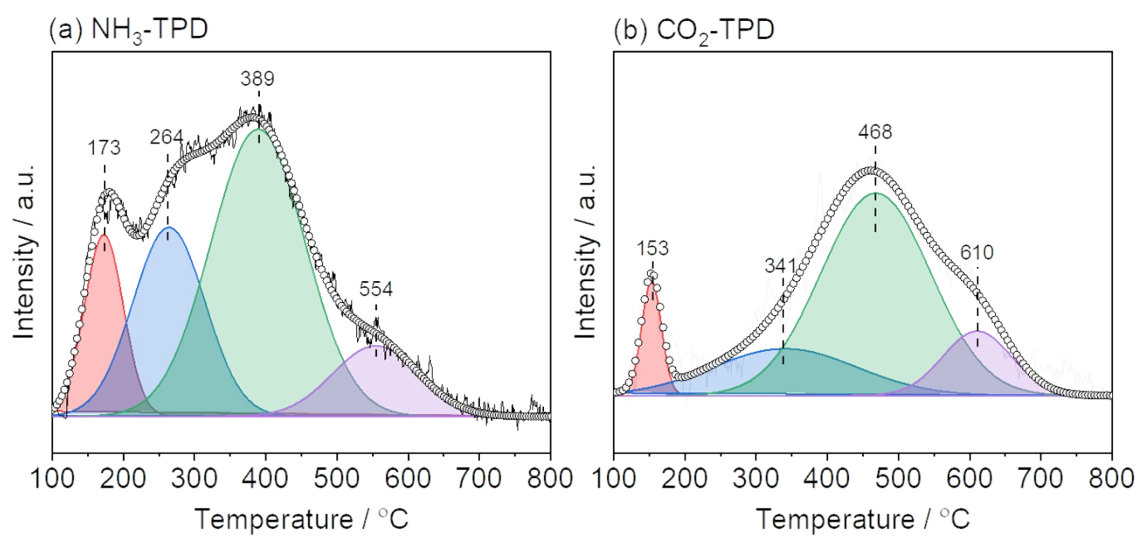 (a) NH₃-TPD
389
264
173
554
Intensity / a.u.
100 200 300 400 500 600 700 800
Temperature / °C
(b) CO₂-TPD
468
153
341
610
Intensity / a.u.
100 200 300 400 500 600 700 800
Temperature / °C